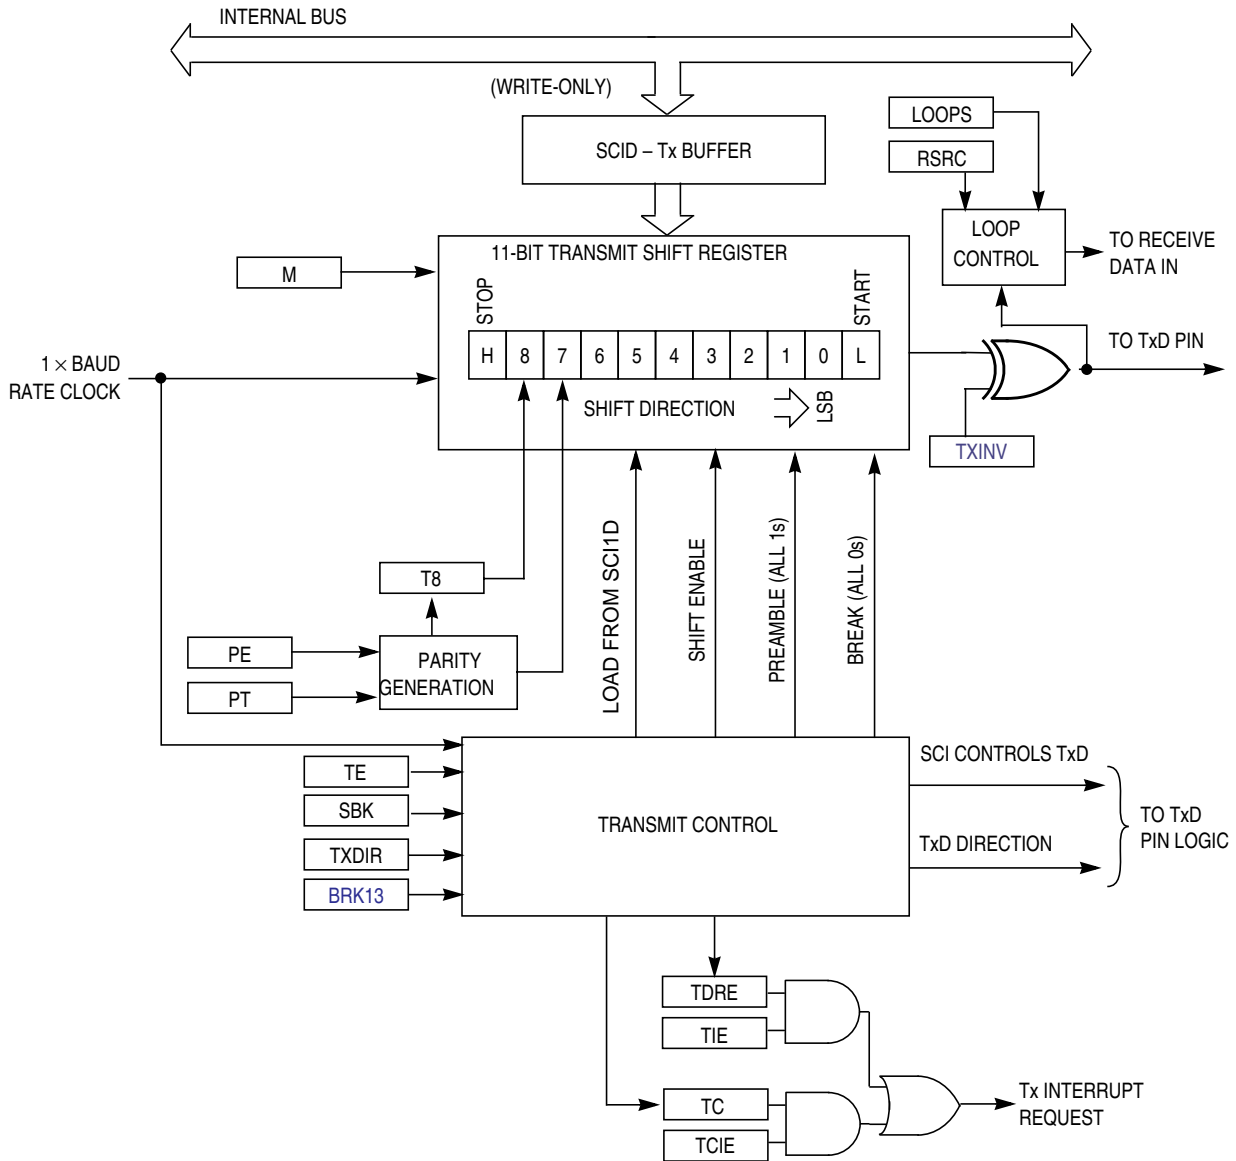 INTERNAL BUS
(WRITE-ONLY)
SCID – Tx BUFFER
LOOPS
RSRC
LOOP
CONTROL
TO RECEIVE
DATA IN
11-BIT TRANSMIT SHIFT REGISTER
M
STOP
START
H 8 7 6 5 4 3 2 1 0 L
1 × BAUD
RATE CLOCK
SHIFT DIRECTION
LSB
TO TxD PIN
TXINV
LOAD FROM SCI1D
SHIFT ENABLE
PREAMBLE (ALL 1s)
BREAK (ALL 0s)
T8
PE
PT
PARITY
GENERATION
TE
SBK
TXDIR
BRK13
TRANSMIT CONTROL
SCI CONTROLS TxD
TxD DIRECTION
TO TxD
PIN LOGIC
TDRE
TIE
TC
TCIE
Tx INTERRUPT
REQUEST